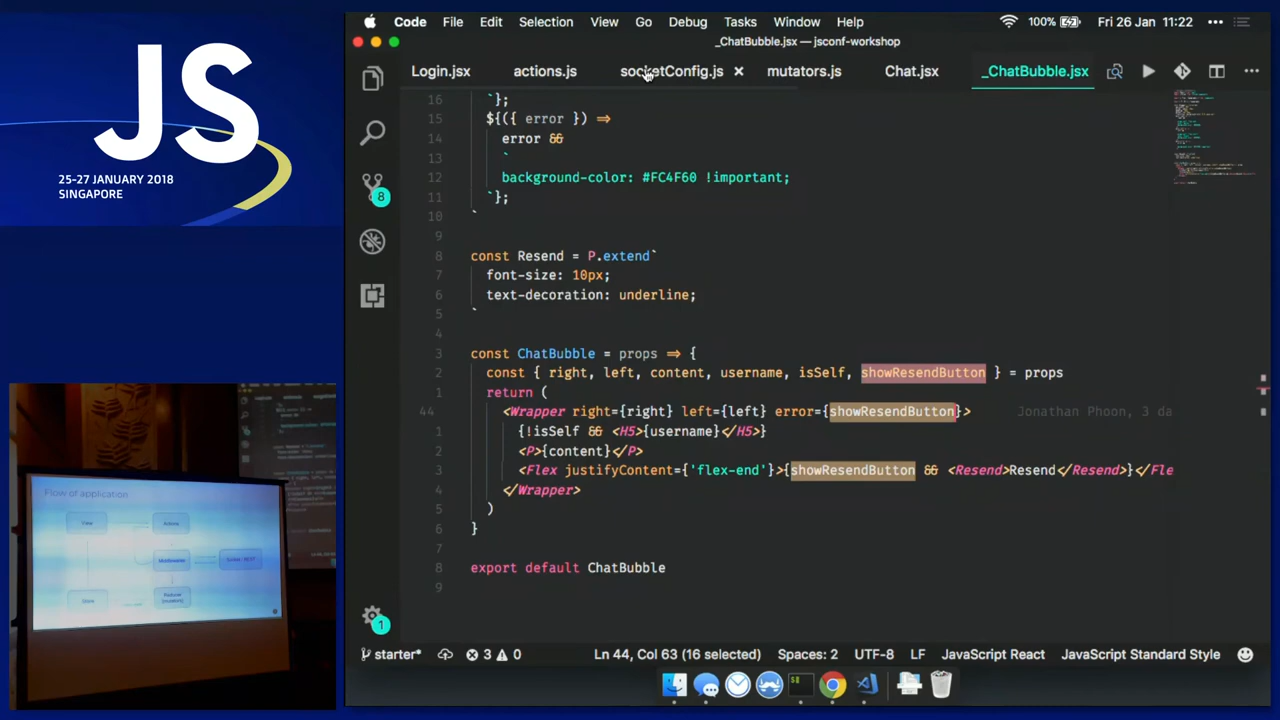 JS
25-27 JANUARY 2018
SINGAPORE
Code File Edit Selection View Go Debug Tasks Window Help
100% Fri 26 Jan 11:22
_ChatBubble.jsx — jsconf-workshop
Login.jsx actions.js socketConfig.js mutators.js Chat.jsx _ChatBubble.jsx
16 `};
15 ${({ error }) =>
14 error &&
13 `
12 background-color: #FC4F60 !important;
11 `};
10 `
9
8 const Resend = P.extend`
7 font-size: 10px;
6 text-decoration: underline;
5 `
4
3 const ChatBubble = props => {
2 const { right, left, content, username, isSelf, showResendButton } = props
1 return (
44 <Wrapper right={right} left={left} error={showResendButton}> Jonathan Phoon, 3 da
1 {!isSelf && <H5>{username}</H5>}
2 <P>{content}</P>
3 <Flex justifyContent={'flex-end'}>{showResendButton && <Resend>Resend</Resend>}</Fle
4 </Wrapper>
5 )
6 }
7
8 export default ChatBubble
9
8
1
starter* 3 0 Ln 44, Col 63 (16 selected) Spaces: 2 UTF-8 LF JavaScript React JavaScript Standard Style
Flow of application
View Actions
Middleware
Store Reducer